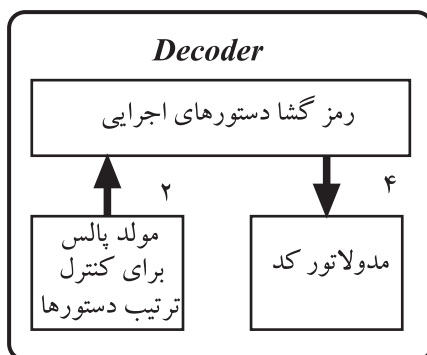 Decoder
رمز گشا دستورهای اجرایی
۲
۴
مولد پالس
برای کنترل
ترتیب دستورها
مدولاتور کد